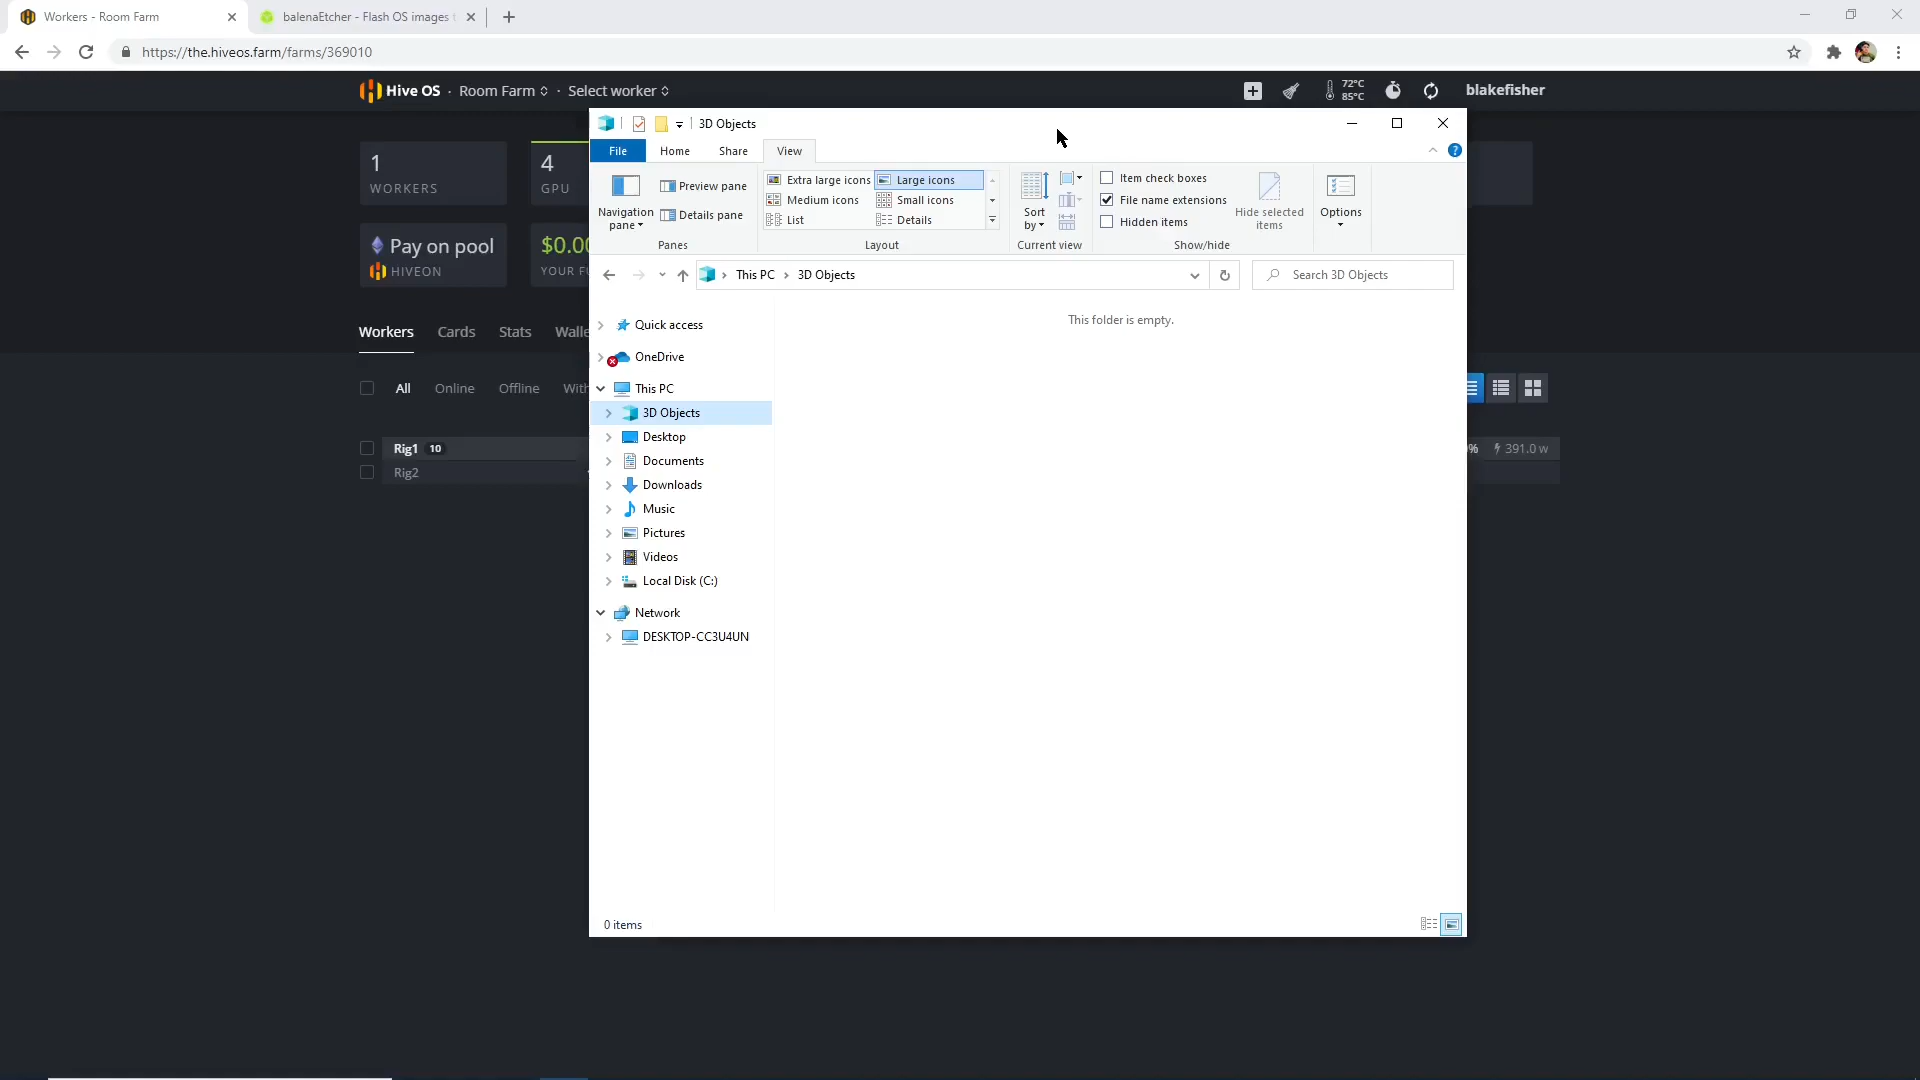 Workers - Room Farm
balenaEtcher - Flash OS images t
https://the.hiveos.farm/farms/369010
Hive OS · Room Farm · Select worker
72°C
85°C
blakefisher
3D Objects
File Home Share View
1
WORKERS
4
GPU
Pay on pool
HIVEON
$0.00
YOUR FU
Workers Cards Stats Walle
All Online Offline With
Rig1 10
Rig2
% 391.0 w
Navigation
pane
Preview pane
Details pane
Panes
Extra large icons Large icons
Medium icons Small icons
List Details
Layout
Sort
by
Current view
Item check boxes
File name extensions
Hidden items
Hide selected
items
Show/hide
Options
This PC 3D Objects
Search 3D Objects
This folder is empty.
Quick access
OneDrive
This PC
3D Objects
Desktop
Documents
Downloads
Music
Pictures
Videos
Local Disk (C:)
Network
DESKTOP-CC3U4UN
0 items